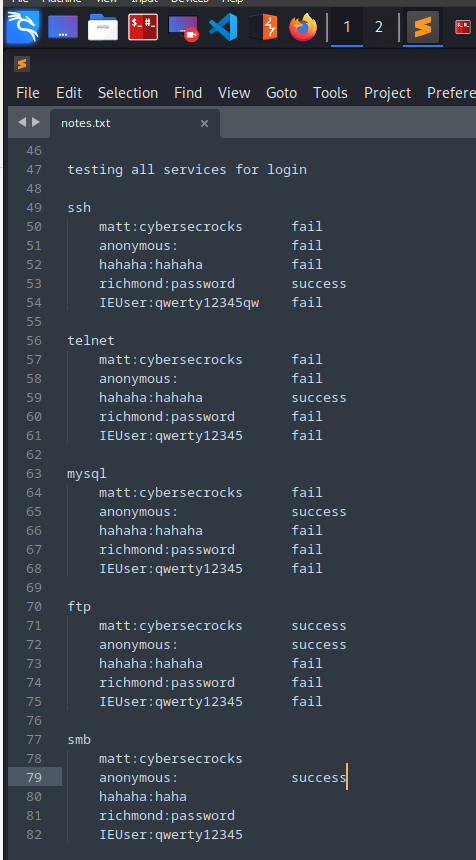 Machine View Input Devices Help
1 2
File Edit Selection Find View Goto Tools Project Prefere
notes.txt ×
46
47 testing all services for login
48
49 ssh
50 matt:cybersecrocks fail
51 anonymous: fail
52 hahaha:hahaha fail
53 richmond:password success
54 IEUser:qwerty12345qw fail
55
56 telnet
57 matt:cybersecrocks fail
58 anonymous: fail
59 hahaha:hahaha success
60 richmond:password fail
61 IEUser:qwerty12345 fail
62
63 mysql
64 matt:cybersecrocks fail
65 anonymous: success
66 hahaha:hahaha fail
67 richmond:password fail
68 IEUser:qwerty12345 fail
69
70 ftp
71 matt:cybersecrocks success
72 anonymous: success
73 hahaha:hahaha fail
74 richmond:password fail
75 IEUser:qwerty12345 fail
76
77 smb
78 matt:cybersecrocks
79 anonymous: success
80 hahaha:haha
81 richmond:password
82 IEUser:qwerty12345